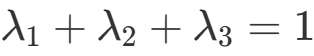 λ₁ + λ₂ + λ₃ = 1